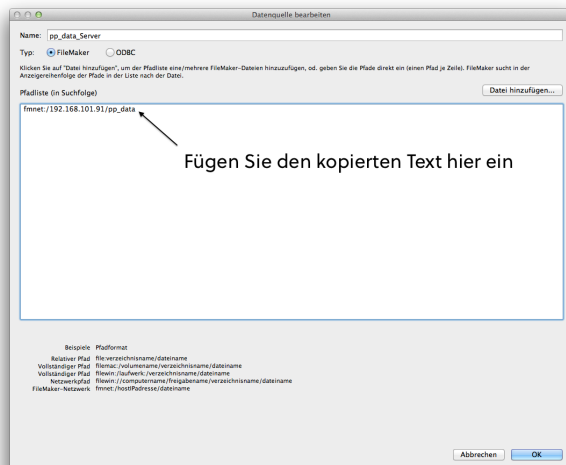 Datenquelle bearbeiten
Name: pp_data_Server
Typ: FileMaker ODBC
Klicken Sie auf "Datei hinzufügen", um der Pfadliste eine/mehrere FileMaker-Dateien hinzuzufügen, od. geben Sie die Pfade direkt ein (einen Pfad je Zeile). FileMaker sucht in der
Anzeigereihenfolge der Pfade in der Liste nach der Datei.
Pfadliste (in Suchfolge)
Datei hinzufügen...
fmnet:/192.168.101.91/pp_data
Fügen Sie den kopierten Text hier ein
Beispiele Pfadformat
Relativer Pfad file:verzeichnisname/dateiname
Vollständiger Pfad filemac:/volumename/verzeichnisname/dateiname
Vollständiger Pfad filewin:/laufwerk:/verzeichnisname/dateiname
Netzwerkpfad filewin://computername/freigabename/verzeichnisname/dateiname
FileMaker-Netzwerk fmnet:/hostIPadresse/dateiname
Abbrechen OK